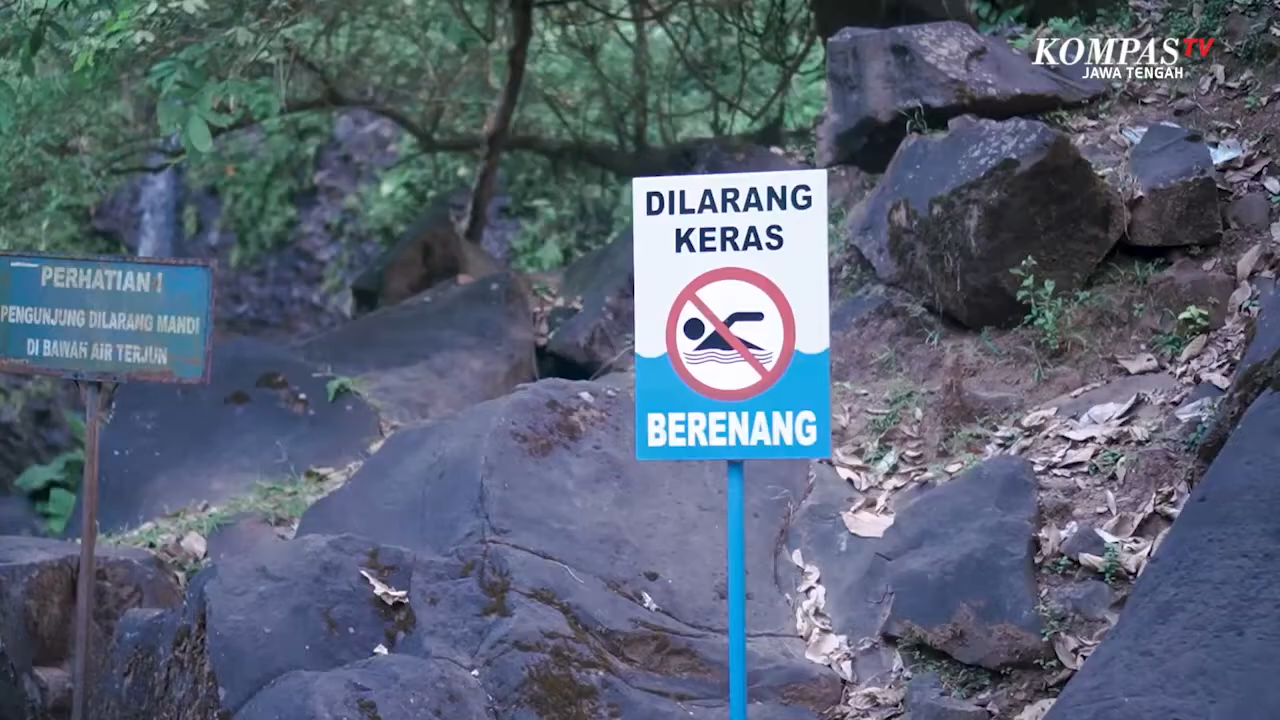 KOMPAS TV
JAWA TENGAH
DILARANG
KERAS
BERENANG
PERHATIAN !
PENGUNJUNG DILARANG MANDI
DI BAWAH AIR TERJUN